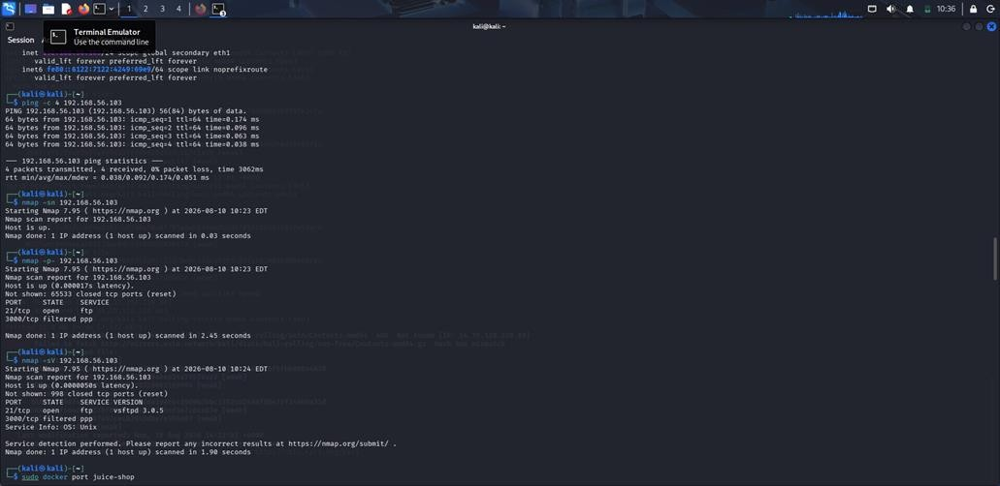 1 2 3 4
3
10:36
kali@kali: ~
Session
Terminal Emulator
Use the command line
inet /24 scope global secondary eth1
valid_lft forever preferred_lft forever
inet6 fe80::6122:7122:4249:69e9/64 scope link noprefixroute
valid_lft forever preferred_lft forever
┌──(kali㉿kali)-[~]
└─$ ping -c 4 192.168.56.103
PING 192.168.56.103 (192.168.56.103) 56(84) bytes of data.
64 bytes from 192.168.56.103: icmp_seq=1 ttl=64 time=0.174 ms
64 bytes from 192.168.56.103: icmp_seq=2 ttl=64 time=0.096 ms
64 bytes from 192.168.56.103: icmp_seq=3 ttl=64 time=0.063 ms
64 bytes from 192.168.56.103: icmp_seq=4 ttl=64 time=0.038 ms
--- 192.168.56.103 ping statistics ---
4 packets transmitted, 4 received, 0% packet loss, time 3062ms
rtt min/avg/max/mdev = 0.038/0.092/0.174/0.051 ms
┌──(kali㉿kali)-[~]
└─$ nmap -sn 192.168.56.103
Starting Nmap 7.95 ( https://nmap.org ) at 2026-08-10 10:23 EDT
Nmap scan report for 192.168.56.103
Host is up.
Nmap done: 1 IP address (1 host up) scanned in 0.03 seconds
┌──(kali㉿kali)-[~]
└─$ nmap -p- 192.168.56.103
Starting Nmap 7.95 ( https://nmap.org ) at 2026-08-10 10:23 EDT
Nmap scan report for 192.168.56.103
Host is up (0.000017s latency).
Not shown: 65533 closed tcp ports (reset)
PORT STATE SERVICE
21/tcp open ftp
3000/tcp filtered ppp
Nmap done: 1 IP address (1 host up) scanned in 2.45 seconds
┌──(kali㉿kali)-[~]
└─$ nmap -sV 192.168.56.103
Starting Nmap 7.95 ( https://nmap.org ) at 2026-08-10 10:24 EDT
Nmap scan report for 192.168.56.103
Host is up (0.0000050s latency).
Not shown: 998 closed tcp ports (reset)
PORT STATE SERVICE VERSION
21/tcp open ftp vsftpd 3.0.5
3000/tcp filtered ppp
Service Info: OS: Unix
Service detection performed. Please report any incorrect results at https://nmap.org/submit/ .
Nmap done: 1 IP address (1 host up) scanned in 1.90 seconds
┌──(kali㉿kali)-[~]
└─$ sudo docker port juice-shop